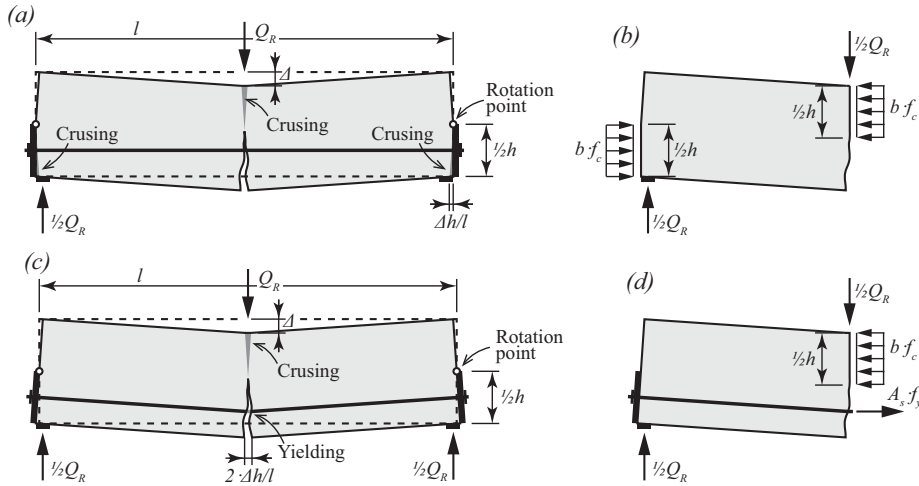 (a)
l
Q_R
Δ
Crusing
Crusing
Crusing
Rotation
point
½h
½Q_R
Δh/l
(b)
½Q_R
½h
b·f_c
b·f_c
½h
½Q_R
(c)
l
Q_R
Δ
Crusing
Rotation
point
½h
Yielding
½Q_R
2·Δh/l
½Q_R
(d)
½Q_R
½h
b·f_c
A_s·f_y
½Q_R